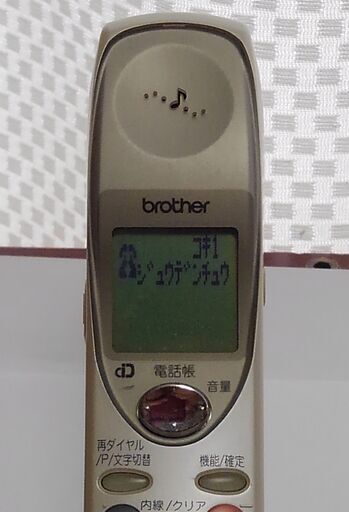 brother
コキ1
ジュウデンチュウ
iD
電話帳
音量
再ダイヤル
/P/文字切替
機能/確定
内線/クリア